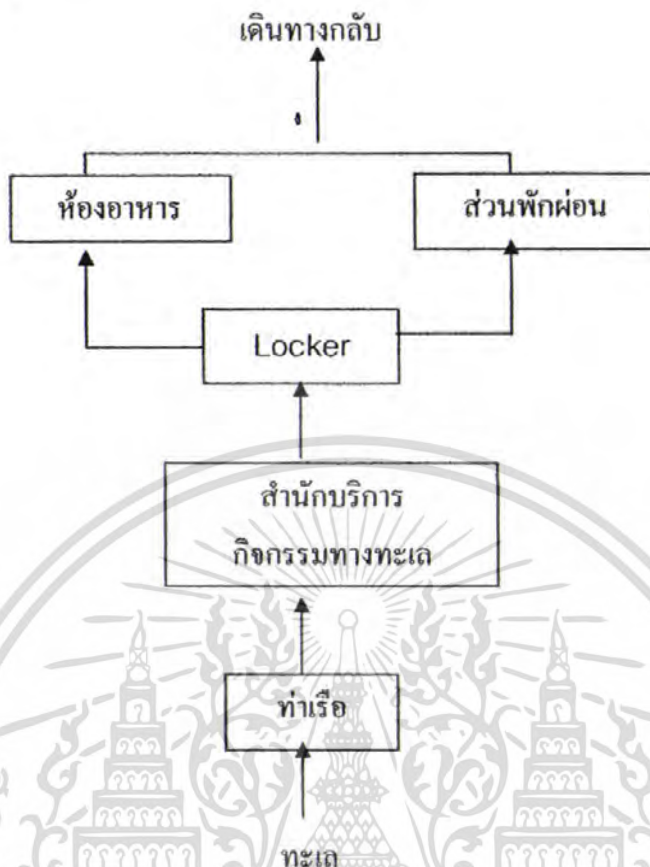 เดินทางกลับ
ห้องอาหาร
ส่วนพักผ่อน
Locker
สำนักบริการ
กิจกรรมทางทะเล
ท่าเรือ
ทะเล